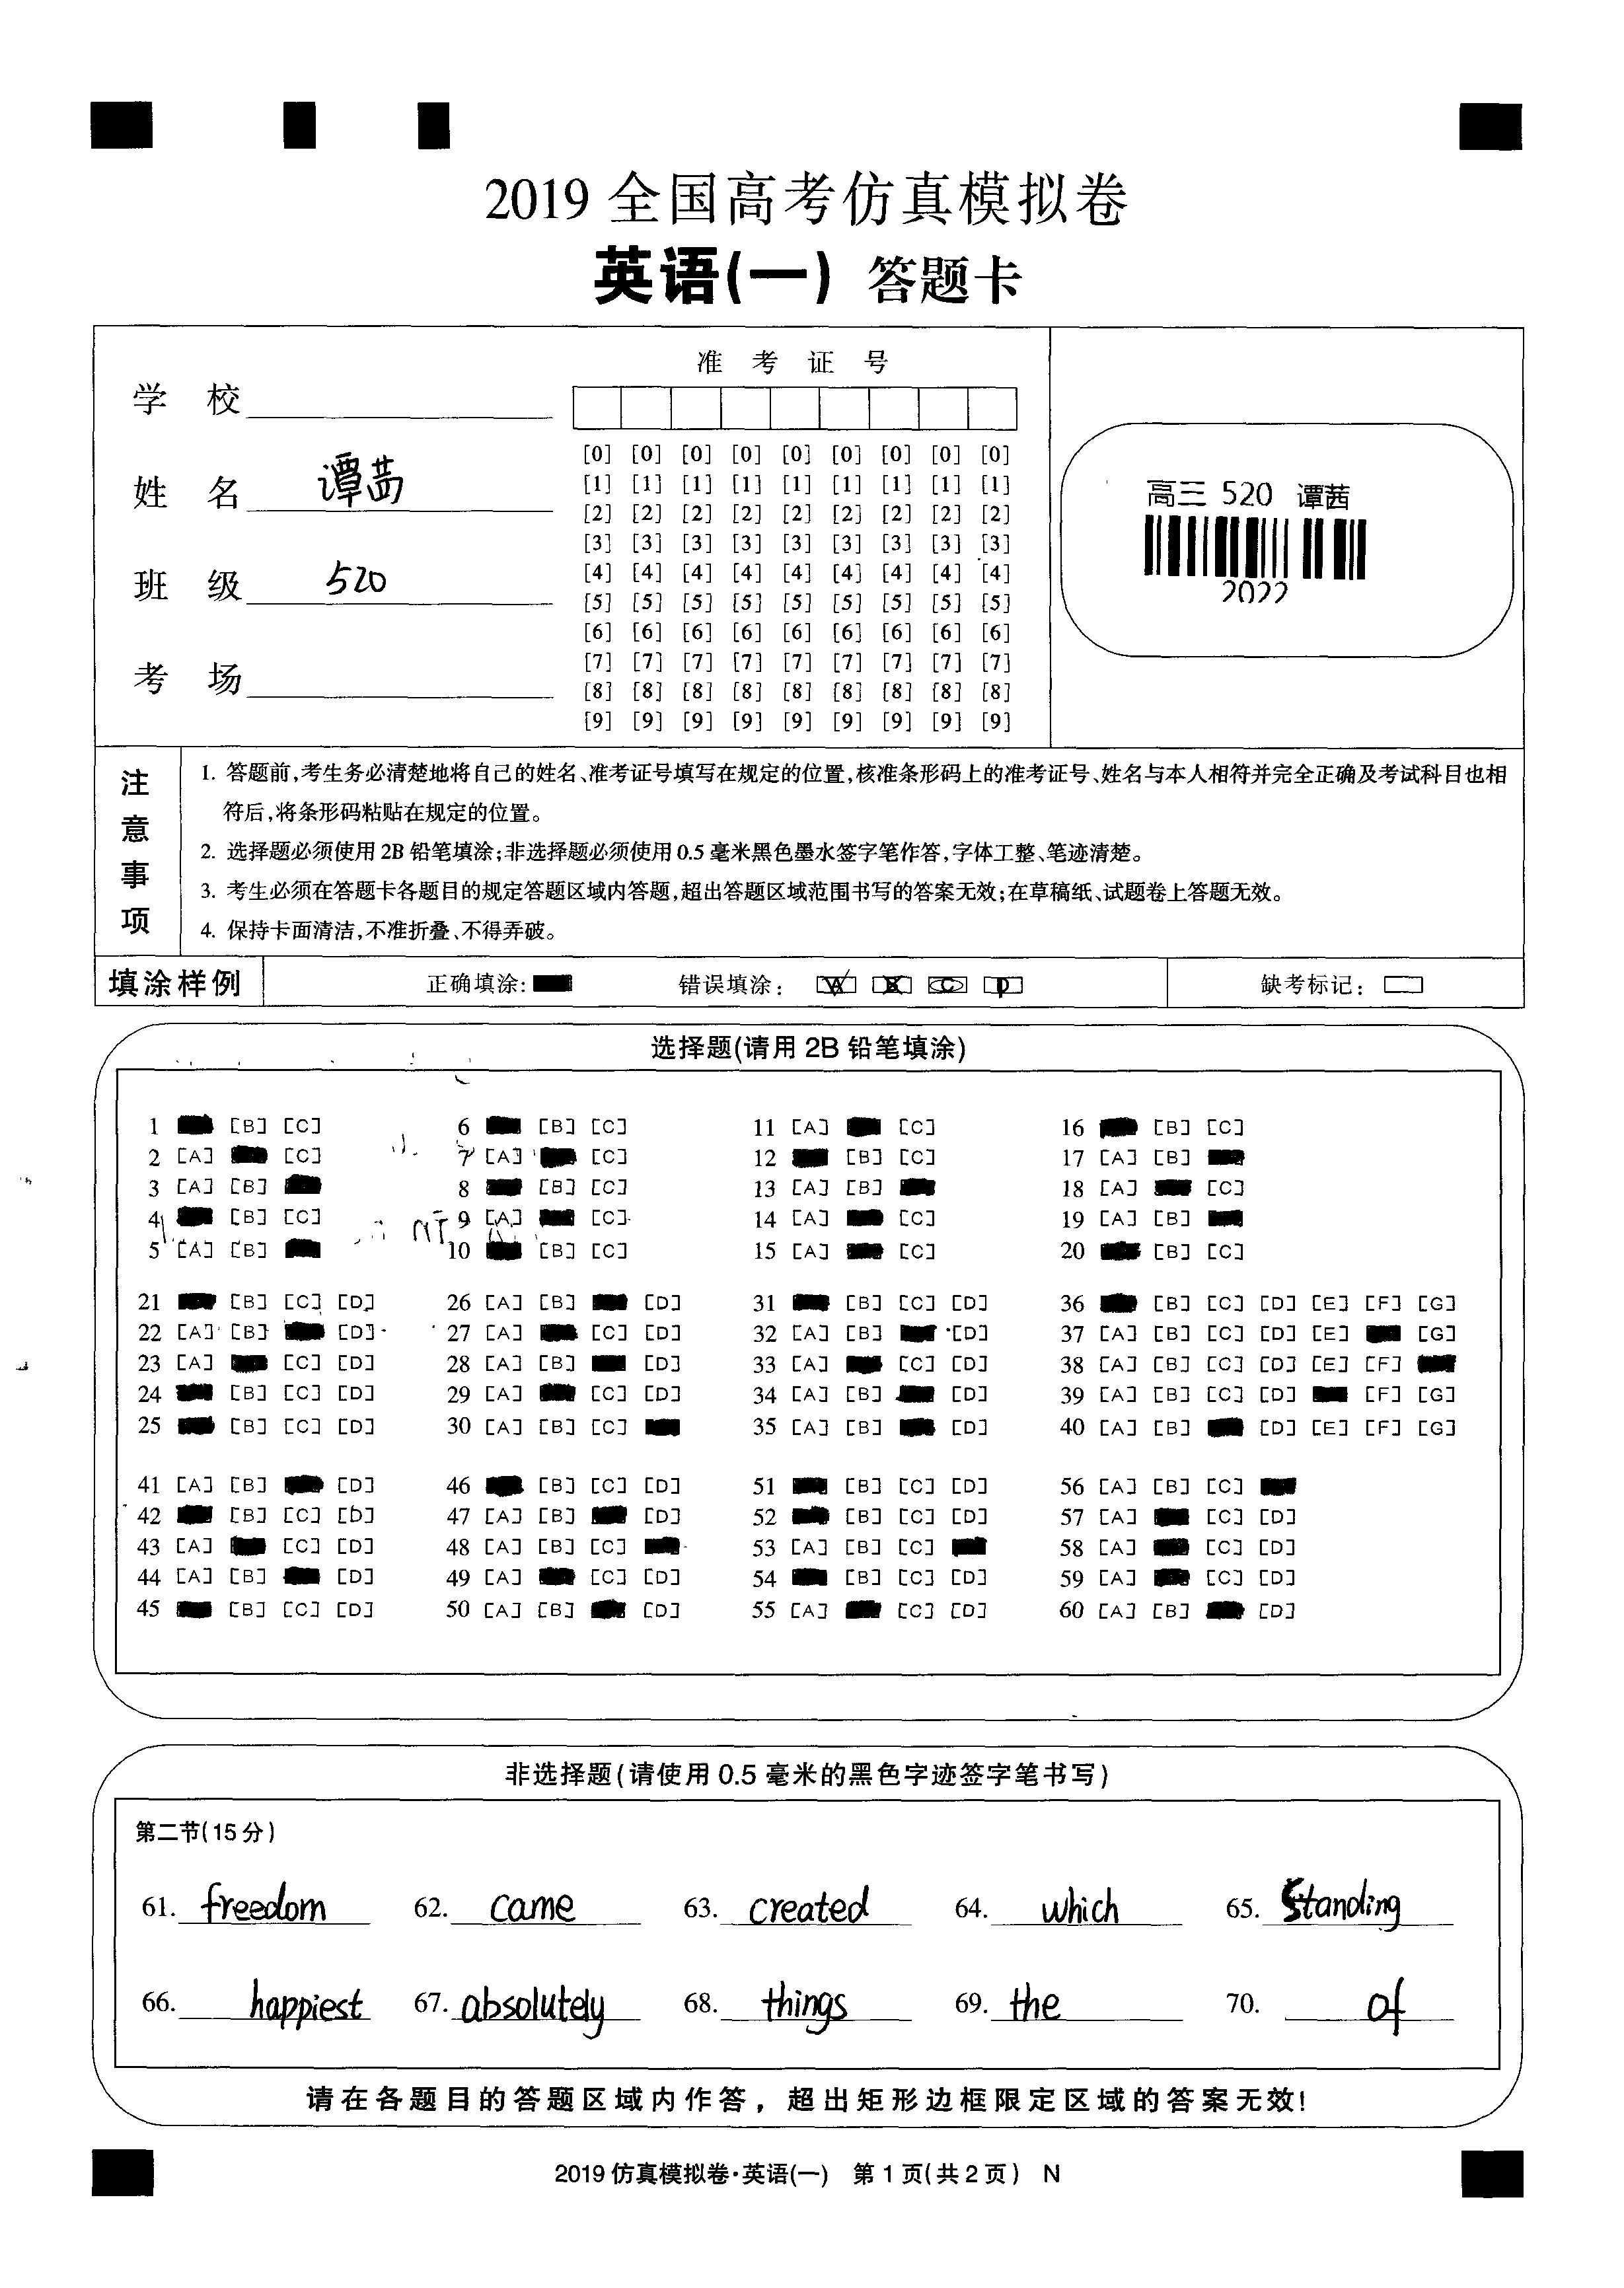 2019 全国高考仿真模拟卷
英语(一) 答题卡
准 考 证 号
学 校
姓 名 谭茜
班 级 520
考 场
[0] [0] [0] [0] [0] [0] [0] [0] [0]
[1] [1] [1] [1] [1] [1] [1] [1] [1]
[2] [2] [2] [2] [2] [2] [2] [2] [2]
[3] [3] [3] [3] [3] [3] [3] [3] [3]
[4] [4] [4] [4] [4] [4] [4] [4] [4]
[5] [5] [5] [5] [5] [5] [5] [5] [5]
[6] [6] [6] [6] [6] [6] [6] [6] [6]
[7] [7] [7] [7] [7] [7] [7] [7] [7]
[8] [8] [8] [8] [8] [8] [8] [8] [8]
[9] [9] [9] [9] [9] [9] [9] [9] [9]
高三 520 谭茜
2022
注意事项
1. 答题前,考生务必清楚地将自己的姓名、准考证号填写在规定的位置,核准条形码上的准考证号、姓名与本人相符并完全正确及考试科目也相
符后,将条形码粘贴在规定的位置。
2. 选择题必须使用 2B 铅笔填涂;非选择题必须使用 0.5 毫米黑色墨水签字笔作答,字体工整、笔迹清楚。
3. 考生必须在答题卡各题目的规定答题区域内答题,超出答题区域范围书写的答案无效;在草稿纸、试题卷上答题无效。
4. 保持卡面清洁,不准折叠、不得弄破。
填涂样例 正确填涂: 错误填涂: A B C D 缺考标记:
选择题(请用 2B 铅笔填涂)
1 [B] [C] 6 [B] [C] 11 [A] [C] 16 [B] [C]
2 [A] [C] 7 [A] [C] 12 [B] [C] 17 [A] [B]
3 [A] [B] 8 [B] [C] 13 [A] [B] 18 [A] [C]
4 [B] [C] 9 [A] [C] 14 [A] [C] 19 [A] [B]
5 [A] [B] 10 [B] [C] 15 [A] [C] 20 [B] [C]
21 [B] [C] [D] 26 [A] [B] [D] 31 [B] [C] [D] 36 [B] [C] [D] [E] [F] [G]
22 [A] [B] [D] 27 [A] [C] [D] 32 [A] [B] [D] 37 [A] [B] [C] [D] [E] [G]
23 [A] [C] [D] 28 [A] [B] [D] 33 [A] [C] [D] 38 [A] [B] [C] [D] [E] [F]
24 [B] [C] [D] 29 [A] [C] [D] 34 [A] [B] [D] 39 [A] [B] [C] [D] [F] [G]
25 [B] [C] [D] 30 [A] [B] [C] 35 [A] [B] [D] 40 [A] [B] [D] [E] [F] [G]
41 [A] [B] [D] 46 [B] [C] [D] 51 [B] [C] [D] 56 [A] [B] [C]
42 [B] [C] [D] 47 [A] [B] [D] 52 [B] [C] [D] 57 [A] [C] [D]
43 [A] [C] [D] 48 [A] [B] [C] 53 [A] [B] [C] 58 [A] [C] [D]
44 [A] [B] [D] 49 [A] [C] [D] 54 [B] [C] [D] 59 [A] [C] [D]
45 [B] [C] [D] 50 [A] [B] [D] 55 [A] [C] [D] 60 [A] [B] [D]
非选择题(请使用 0.5 毫米的黑色字迹签字笔书写)
第二节(15 分)
61. freedom 62. came 63. created 64. which 65. Standing
66. happiest 67. absolutely 68. things 69. the 70. of
请在各题目的答题区域内作答，超出矩形边框限定区域的答案无效!
2019 仿真模拟卷·英语(一) 第 1 页(共 2 页) N